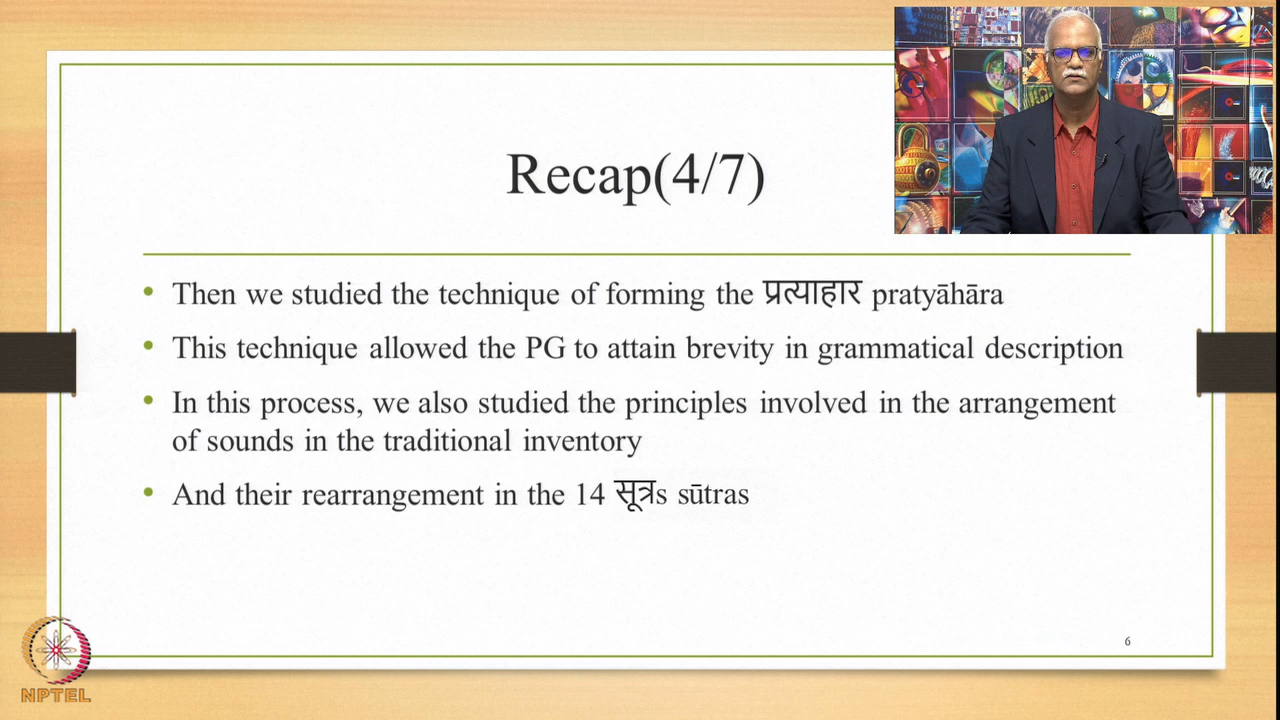 Recap(4/7)
Then we studied the technique of forming the प्रत्याहार pratyāhāra
This technique allowed the PG to attain brevity in grammatical description
In this process, we also studied the principles involved in the arrangement
of sounds in the traditional inventory
And their rearrangement in the 14 सूत्रs sūtras
6
NPTEL